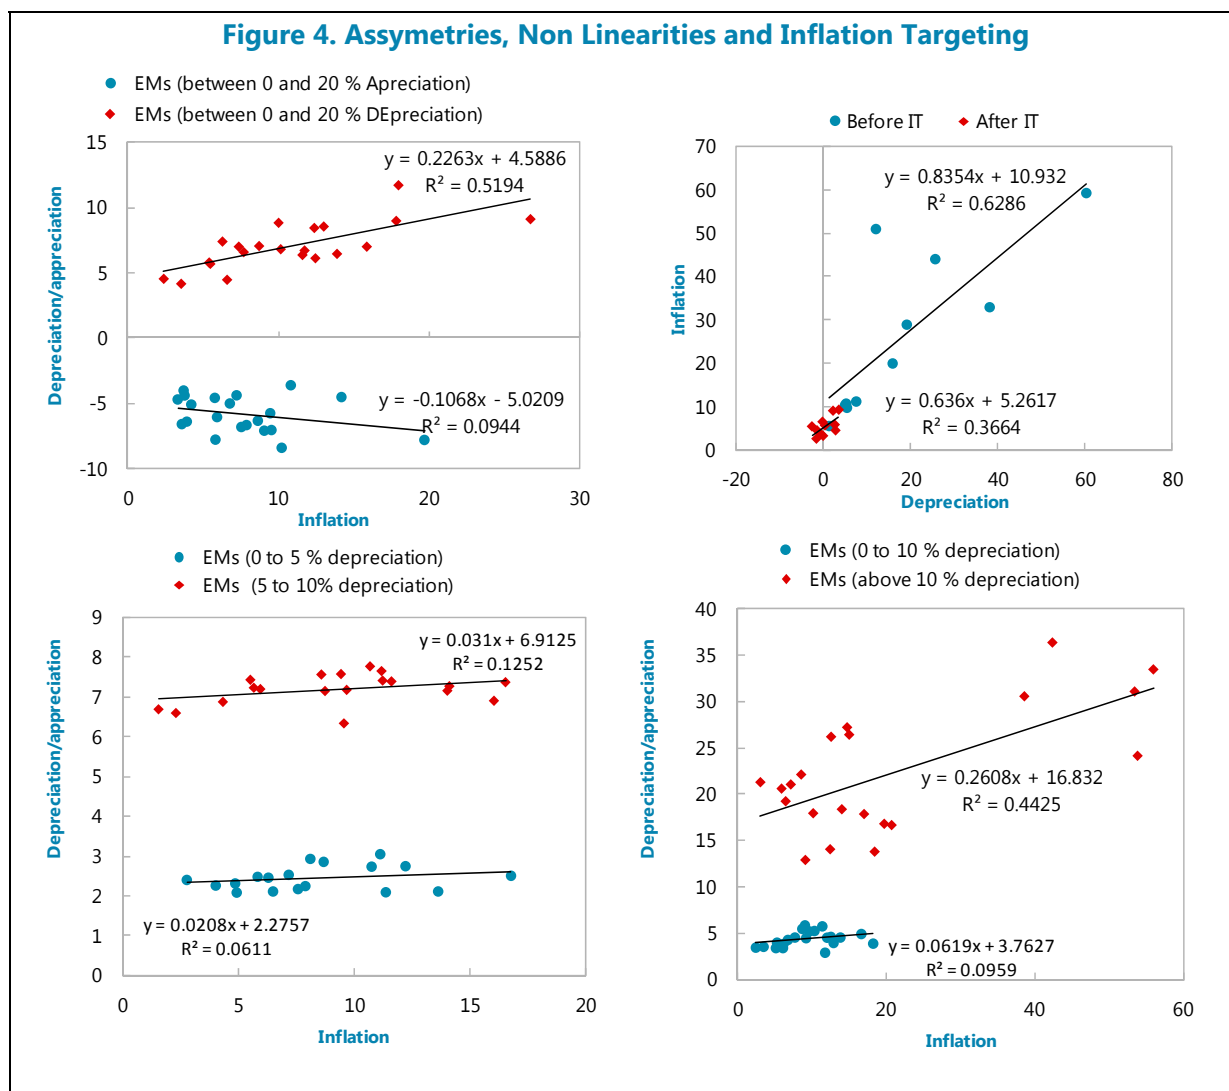 Figure 4. Assymetries, Non Linearities and Inflation Targeting
EMs (between 0 and 20 % Apreciation)
EMs (between 0 and 20 % DEpreciation)
15
10
5
0
-5
-10
Depreciation/appreciation
y = 0.2263x + 4.5886
R² = 0.5194
y = -0.1068x - 5.0209
R² = 0.0944
0
10
20
30
Inflation
Before IT
After IT
70
60
50
40
30
20
10
0
Inflation
y = 0.8354x + 10.932
R² = 0.6286
y = 0.636x + 5.2617
R² = 0.3664
-20
0
20
40
60
80
Depreciation
EMs (0 to 5 % depreciation)
EMs (5 to 10% depreciation)
9
8
7
6
5
4
3
2
1
0
Depreciation/appreciation
y = 0.031x + 6.9125
R² = 0.1252
y = 0.0208x + 2.2757
R² = 0.0611
0
5
10
15
20
Inflation
EMs (0 to 10 % depreciation)
EMs (above 10 % depreciation)
40
35
30
25
20
15
10
5
0
Depreciation/appreciation
y = 0.2608x + 16.832
R² = 0.4425
y = 0.0619x + 3.7627
R² = 0.0959
0
20
40
60
Inflation